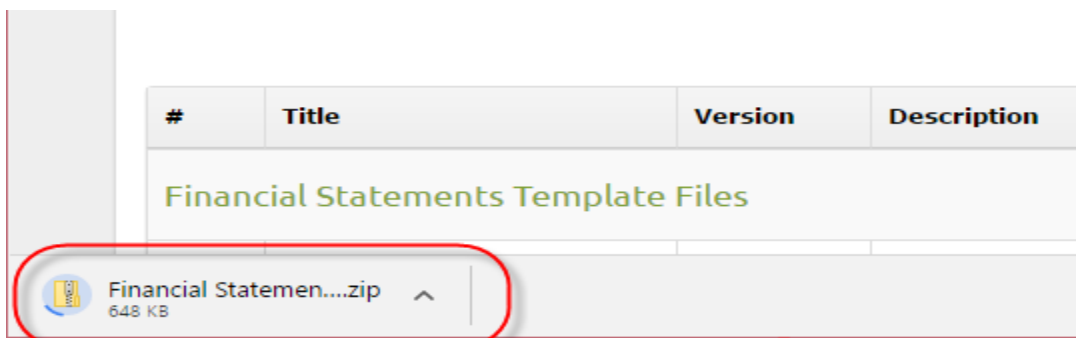 # Title Version Description
Financial Statements Template Files
Financial Statemen....zip
648 KB